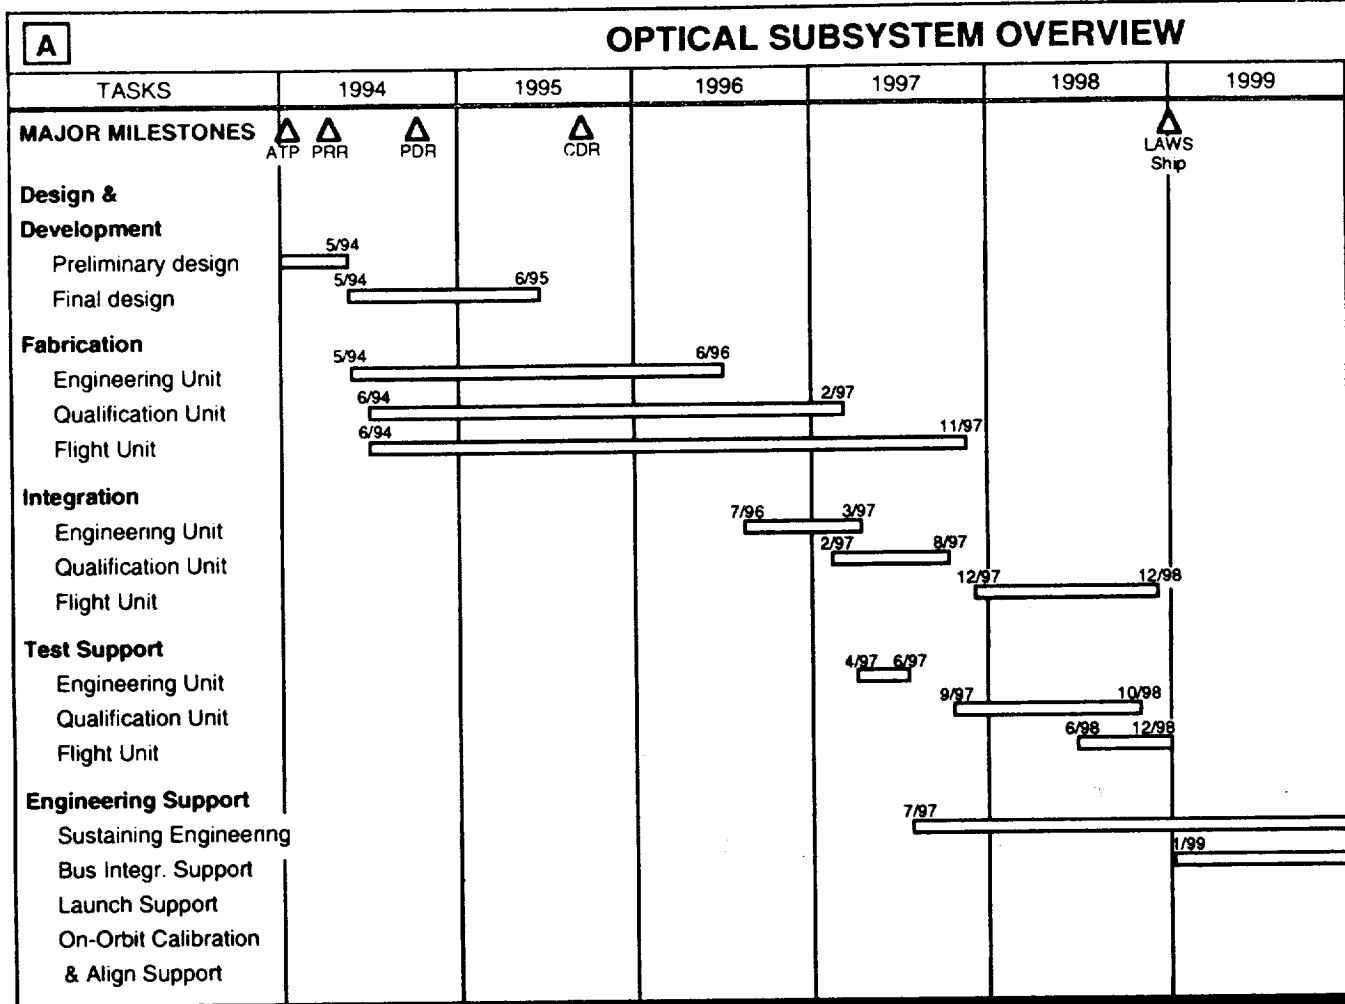 A
OPTICAL SUBSYSTEM OVERVIEW
TASKS 1994 1995 1996 1997 1998 1999
MAJOR MILESTONES
ATP PRR PDR CDR LAWS
Ship
Design &
Development
5/94
Preliminary design
5/94 6/95
Final design
Fabrication
5/94 6/96
Engineering Unit
6/94 2/97
Qualification Unit
6/94 11/97
Flight Unit
Integration
7/96 3/97
Engineering Unit
2/97 8/97
Qualification Unit
12/97 12/98
Flight Unit
Test Support
4/97 6/97
Engineering Unit
9/97 10/98
Qualification Unit
6/98 12/98
Flight Unit
Engineering Support
7/97
Sustaining Engineering
1/99
Bus Integr. Support
Launch Support
On-Orbit Calibration
& Align Support